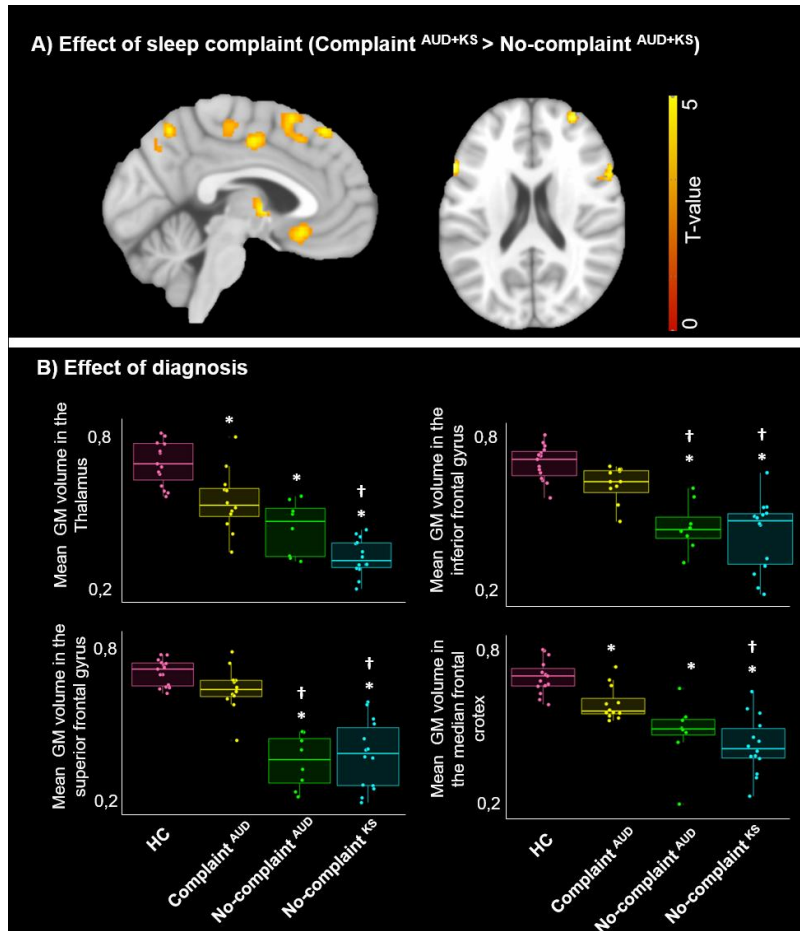 A) Effect of sleep complaint (Complaint AUD+KS > No-complaint AUD+KS)
5
T-value
0
B) Effect of diagnosis
Mean GM volume in the
Thalamus
0,8
0,2
*
*
†
*
Mean GM volume in the
inferior frontal gyrus
0,8
0,2
†
*
†
*
Mean GM volume in the
superior frontal gyrus
0,8
0,2
†
*
†
*
HC
Complaint AUD
No-complaint AUD
No-complaint KS
Mean GM volume in
the median frontal
crotex
0,8
0,2
*
*
†
*
HC
Complaint AUD
No-complaint AUD
No-complaint KS